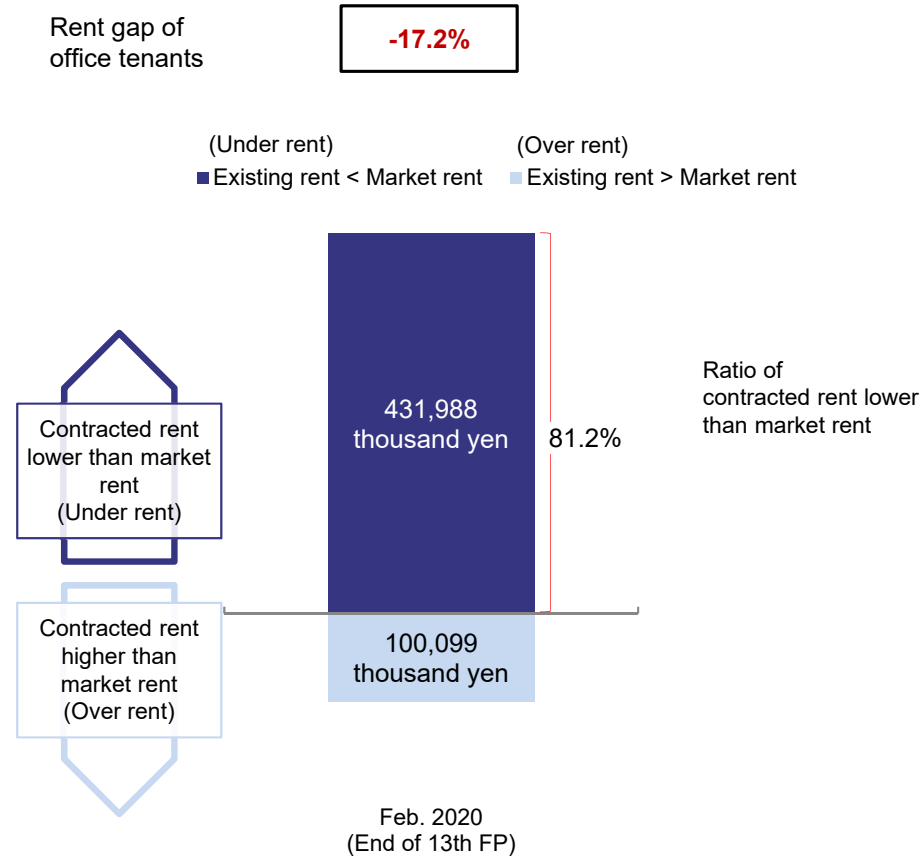 Rent gap of
office tenants
-17.2%
(Under rent)
(Over rent)
Existing rent < Market rent
Existing rent > Market rent
431,988
thousand yen
81.2%
Ratio of
contracted rent lower
than market rent
Contracted rent
lower than market
rent
(Under rent)
Contracted rent
higher than
market rent
(Over rent)
100,099
thousand yen
Feb. 2020
(End of 13th FP)